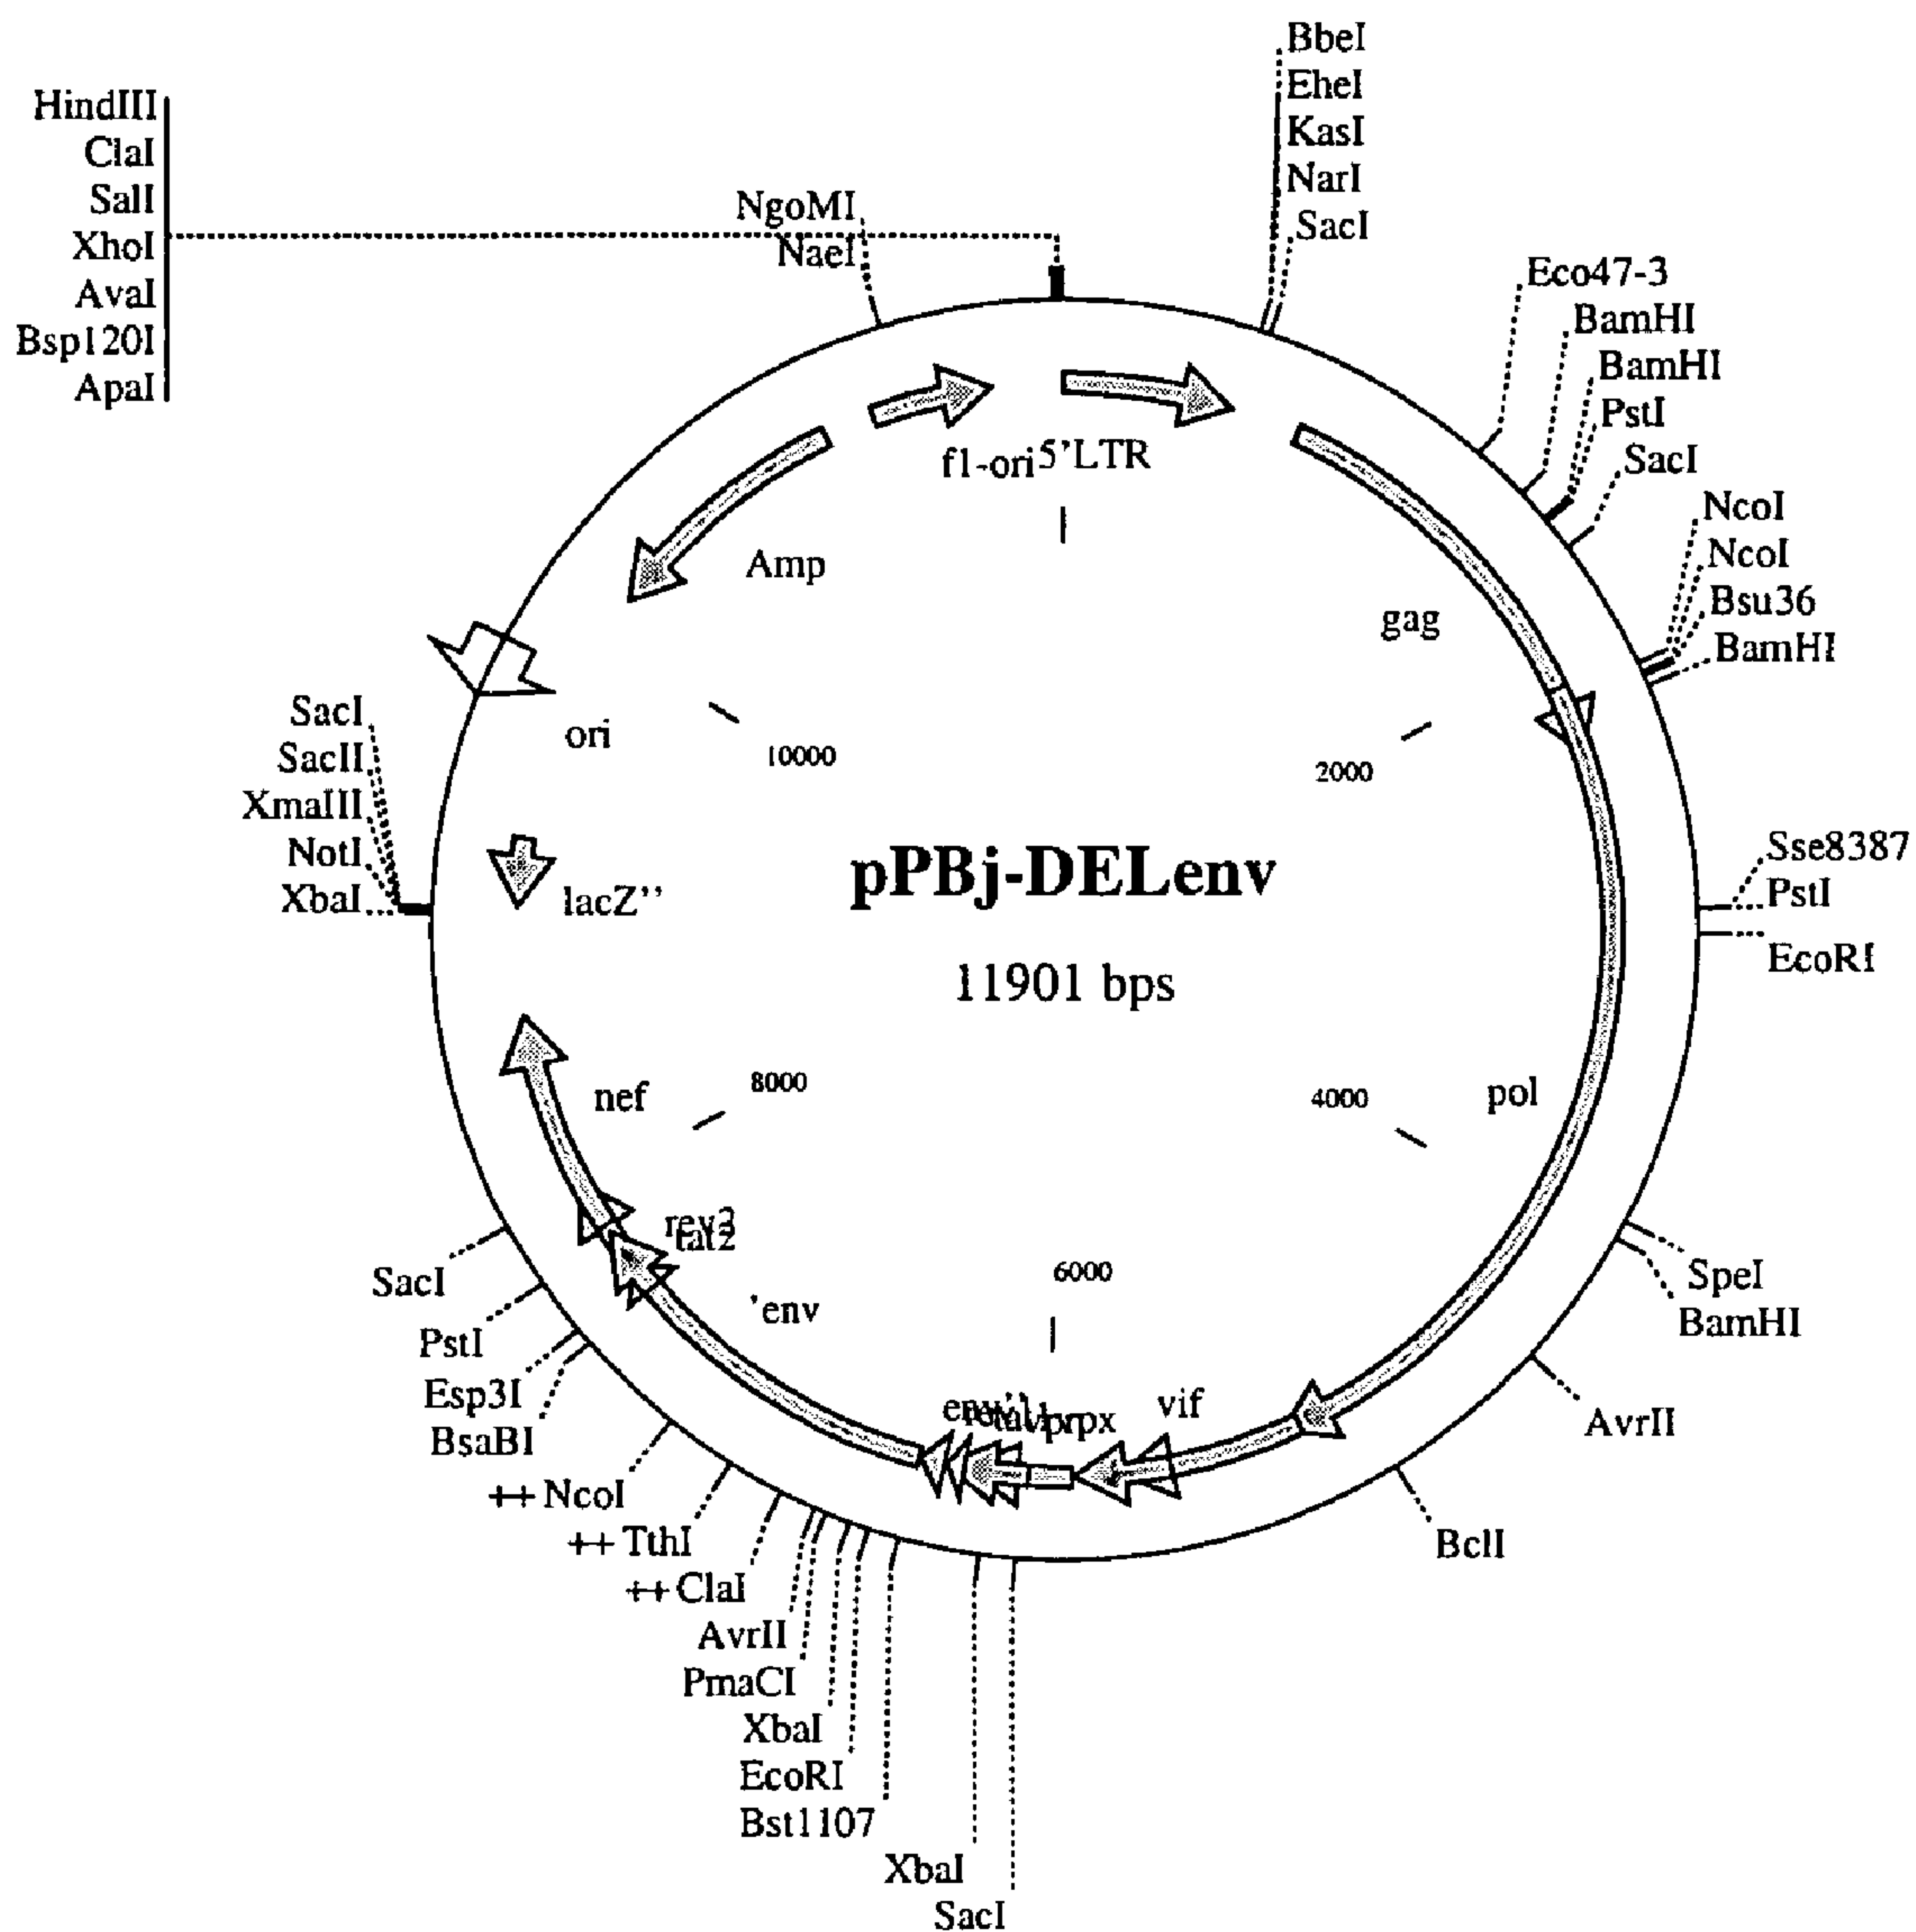 BbeI
EheI
KasI
NarI
SacI
HindIII
ClaI
SalI
XhoI
AvaI
Bsp120I
ApaI
NgoMI
NaeI
Eco47-3
BamHI
BamHI
PstI
SacI
NcoI
NcoI
Bsu36
BamHI
f1-ori
5'LTR
Amp
gag
ori
10000
2000
SacI
SacII
XmaIII
NotI
XbaI
lacZ''
pPBj-DELenv
11901 bps
Sse8387
PstI
EcoRI
nef
8000
4000
pol
rev2
tat2
'env
6000
SpeI
BamHI
AvrII
BclI
vif
env'
SacI
PstI
Esp3I
BsaBI
++ NcoI
++ TthI
++ ClaI
AvrII
PmaCI
XbaI
EcoRI
Bst1107
XbaI
SacI